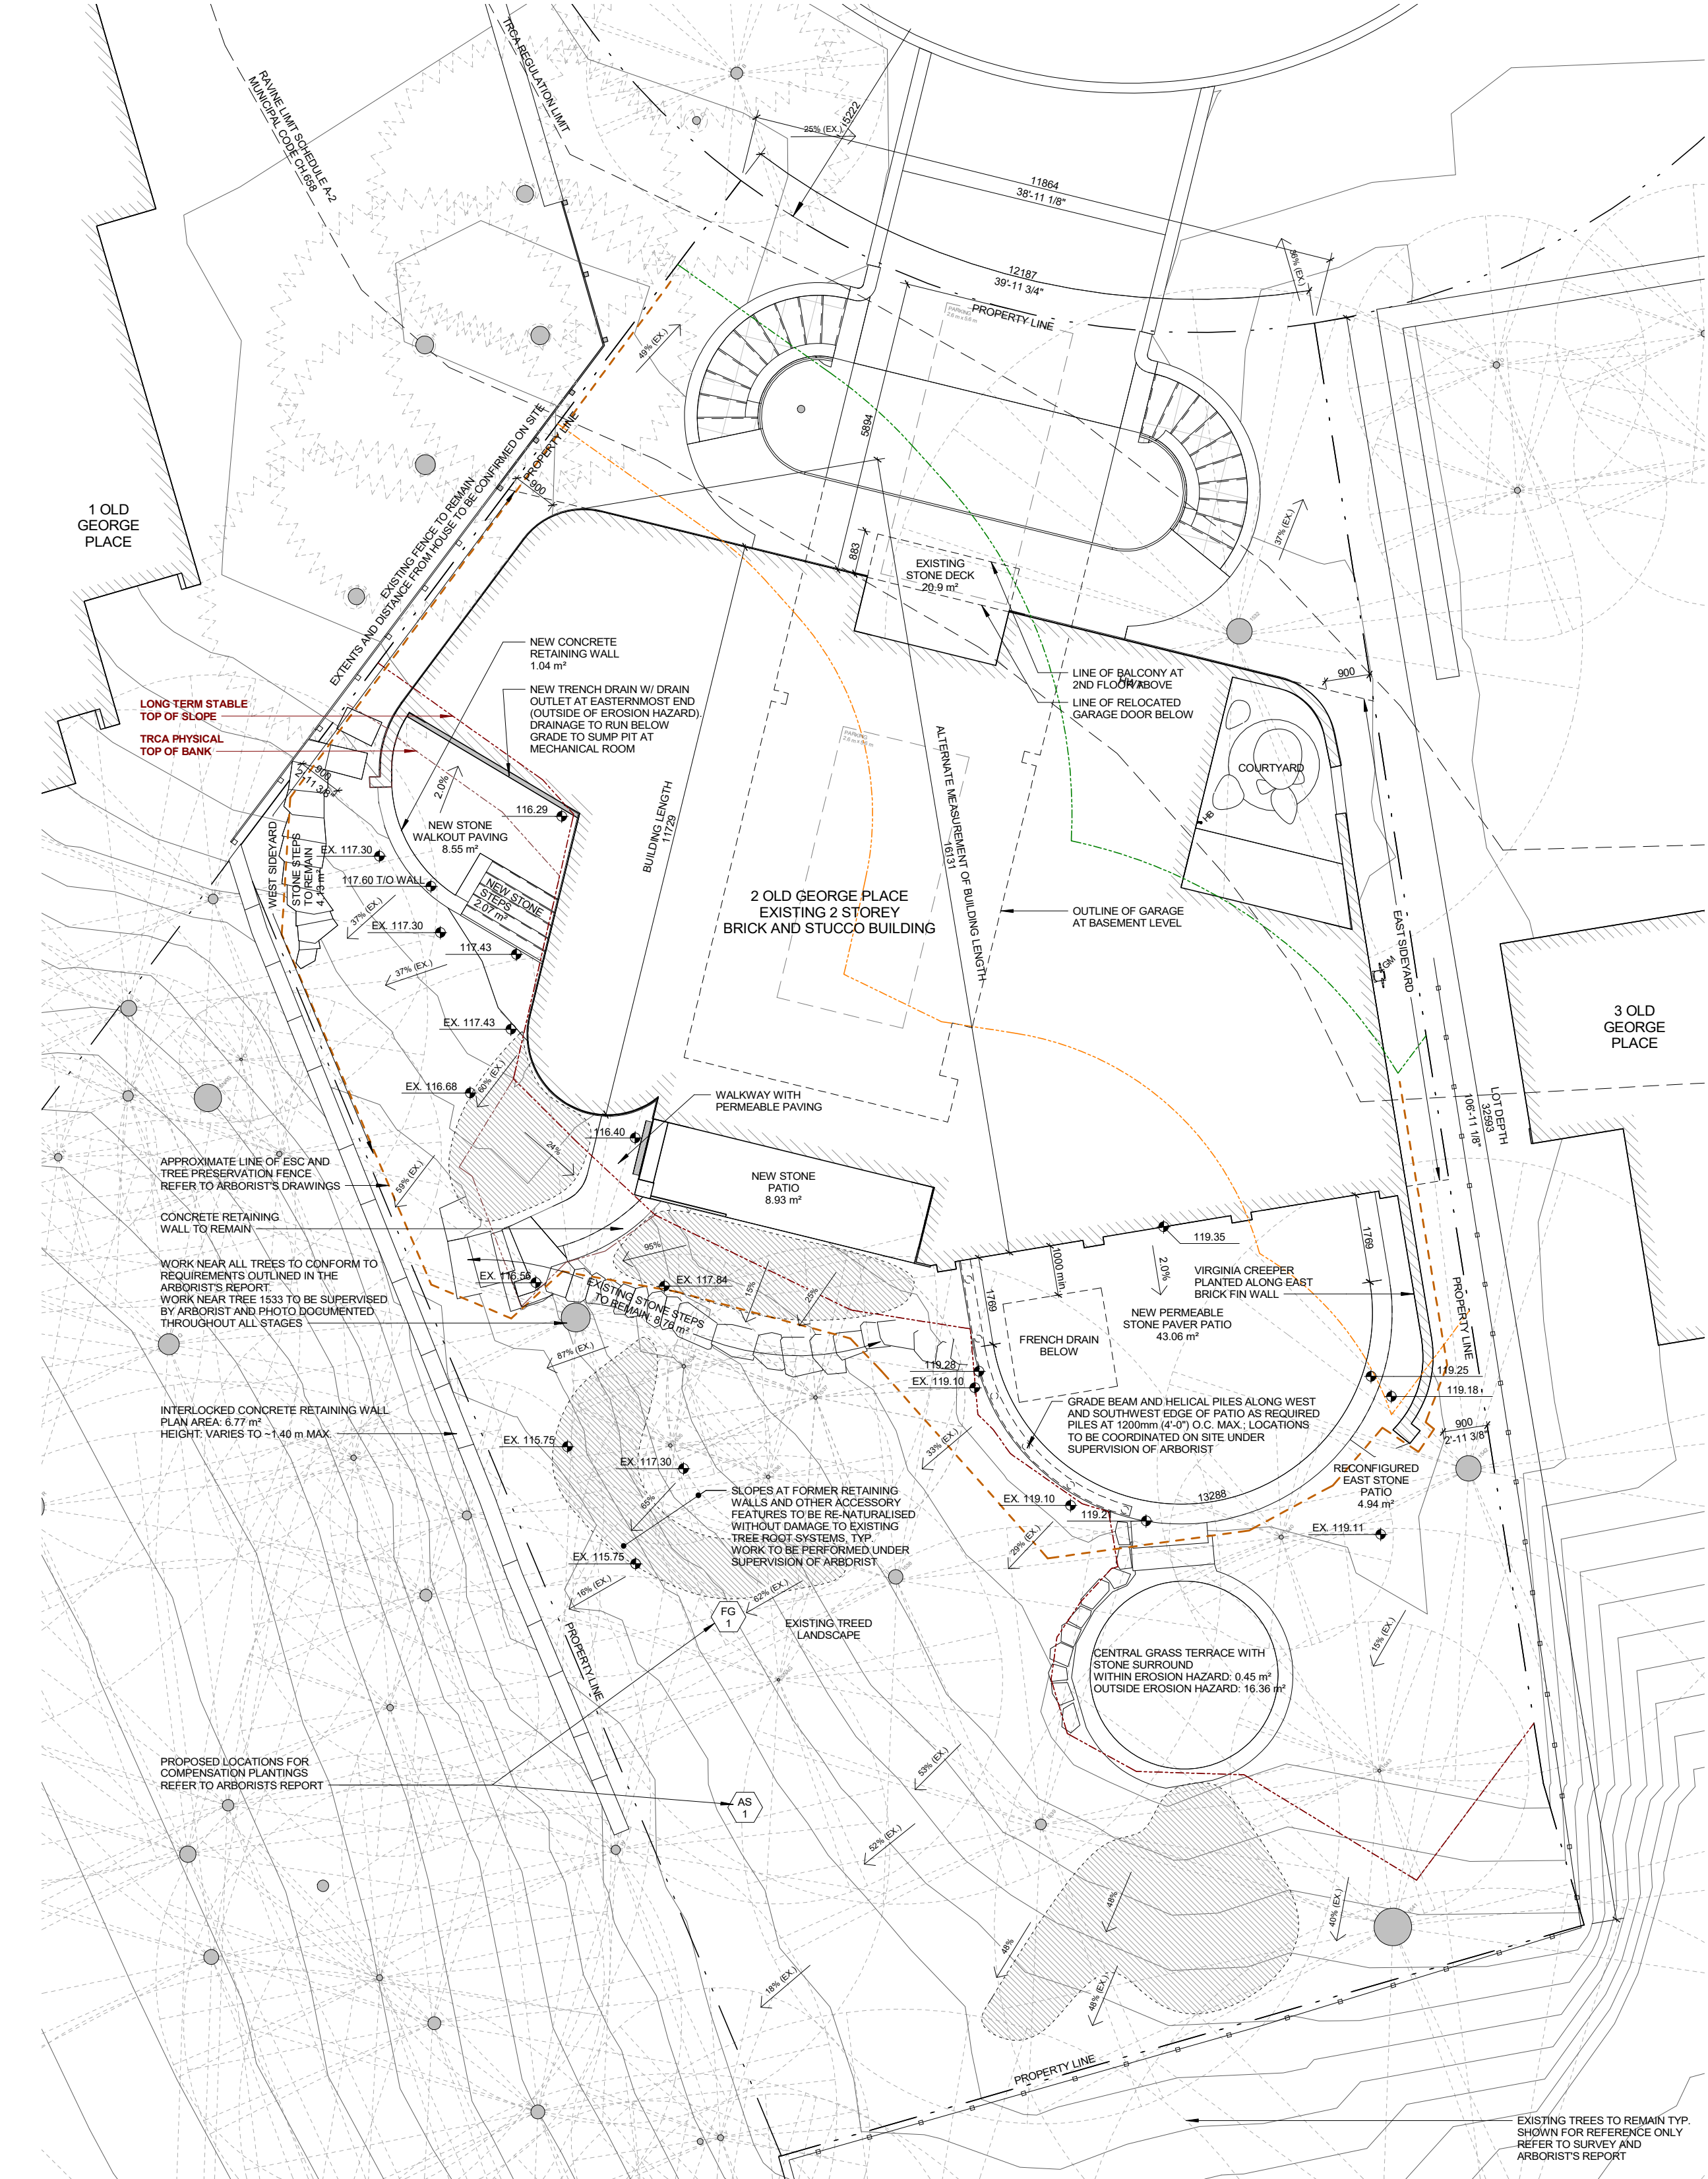 RAVINE LIMIT SCHEDULE A-2
MUNICIPAL CODE CH.658
TRCA REGULATION LIMIT
15222
25% (EX.)
11864
38'-11 1/8"
12187
39'-11 3/4"
PROPERTY LINE
36% (EX.)
PARKING
49% (EX.)
5894
EXISTING FENCE TO REMAIN
EXTENTS AND DISTANCE FROM HOUSE TO BE CONFIRMED ON SITE
PROPERTY LINE
900
1 OLD
GEORGE
PLACE
883
EXISTING
STONE DECK
20.9 m²
37% (EX.)
NEW CONCRETE
RETAINING WALL
1.04 m²
NEW TRENCH DRAIN W/ DRAIN
OUTLET AT EASTERNMOST END
(OUTSIDE OF EROSION HAZARD).
DRAINAGE TO RUN BELOW
GRADE TO SUMP PIT AT
MECHANICAL ROOM
LINE OF BALCONY AT
2ND FLOOR ABOVE
LINE OF RELOCATED
GARAGE DOOR BELOW
900
LONG TERM STABLE
TOP OF SLOPE
TRCA PHYSICAL
TOP OF BANK
PARKING
COURTYARD
HB
900
2'-11 3/8"
2.0%
116.29
NEW STONE
WALKOUT PAVING
8.55 m²
BUILDING LENGTH
11729
ALTERNATE MEASUREMENT OF BUILDING LENGTH
16131
WEST SIDEYARD
STONE STEPS
TO REMAIN
4.13 m²
EX. 117.30
117.60 T/O WALL
NEW STONE
STEPS
2.07 m²
37% (EX.)
EX. 117.30
117.43
37% (EX.)
2 OLD GEORGE PLACE
EXISTING 2 STOREY
BRICK AND STUCCO BUILDING
OUTLINE OF GARAGE
AT BASEMENT LEVEL
EAST SIDEYARD
GM
3 OLD
GEORGE
PLACE
EX. 117.43
EX. 116.68
60% (EX.)
WALKWAY WITH
PERMEABLE PAVING
116.40
24%
LOT DEPTH
32593
106'-11 1/8"
APPROXIMATE LINE OF ESC AND
TREE PRESERVATION FENCE
REFER TO ARBORIST'S DRAWINGS
59% (EX.)
NEW STONE
PATIO
8.93 m²
CONCRETE RETAINING
WALL TO REMAIN
95%
119.35
1769
1000 min.
2.0%
WORK NEAR ALL TREES TO CONFORM TO
REQUIREMENTS OUTLINED IN THE
ARBORIST'S REPORT.
WORK NEAR TREE 1533 TO BE SUPERVISED
BY ARBORIST AND PHOTO DOCUMENTED
THROUGHOUT ALL STAGES
EX. 116.56
EX. 117.84
EXISTING STONE STEPS
TO REMAIN: 8.76 m²
15%
25%
1769
VIRGINIA CREEPER
PLANTED ALONG EAST
BRICK FIN WALL
NEW PERMEABLE
STONE PAVER PATIO
43.06 m²
FRENCH DRAIN
BELOW
PROPERTY LINE
87% (EX.)
119.28
EX. 119.10
119.25
119.18
INTERLOCKED CONCRETE RETAINING WALL
PLAN AREA: 6.77 m²
HEIGHT: VARIES TO ~1.40 m MAX.
GRADE BEAM AND HELICAL PILES ALONG WEST
AND SOUTHWEST EDGE OF PATIO AS REQUIRED
PILES AT 1200mm (4'-0") O.C. MAX.; LOCATIONS
TO BE COORDINATED ON SITE UNDER
SUPERVISION OF ARBORIST
900
2'-11 3/8"
33% (EX.)
EX. 115.75
EX. 117.30
RECONFIGURED
EAST STONE
PATIO
4.94 m²
65%
SLOPES AT FORMER RETAINING
WALLS AND OTHER ACCESSORY
FEATURES TO BE RE-NATURALISED
WITHOUT DAMAGE TO EXISTING
TREE ROOT SYSTEMS, TYP.
WORK TO BE PERFORMED UNDER
SUPERVISION OF ARBORIST
13288
EX. 119.10
119.21
EX. 119.11
29% (EX.)
EX. 115.75
16% (EX.)
62% (EX.)
FG
1
EXISTING TREED
LANDSCAPE
15% (EX.)
PROPERTY LINE
CENTRAL GRASS TERRACE WITH
STONE SURROUND
WITHIN EROSION HAZARD: 0.45 m²
OUTSIDE EROSION HAZARD: 16.36 m²
PROPOSED LOCATIONS FOR
COMPENSATION PLANTINGS
REFER TO ARBORISTS REPORT
53% (EX.)
AS
1
52% (EX.)
48%
48%
40% (EX.)
18% (EX.)
48% (EX.)
PROPERTY LINE
EXISTING TREES TO REMAIN TYP.
SHOWN FOR REFERENCE ONLY
REFER TO SURVEY AND
ARBORIST'S REPORT